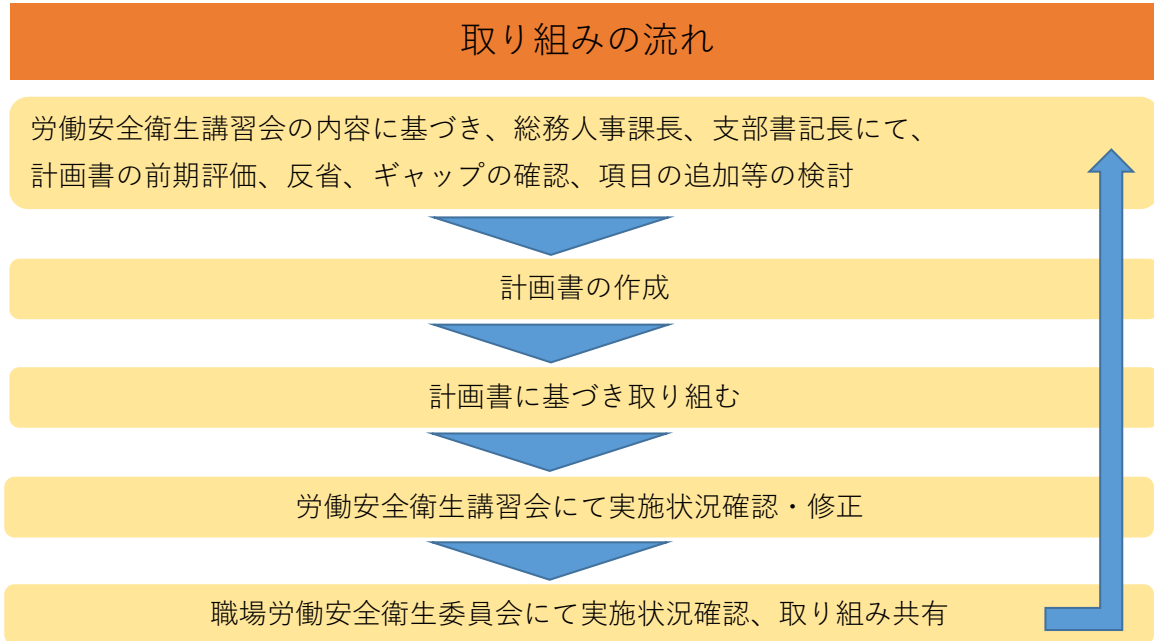 取り組みの流れ
労働安全衛生講習会の内容に基づき、総務人事課長、支部書記長にて、
計画書の前期評価、反省、ギャップの確認、項目の追加等の検討
計画書の作成
計画書に基づき取り組む
労働安全衛生講習会にて実施状況確認・修正
職場労働安全衛生委員会にて実施状況確認、取り組み共有